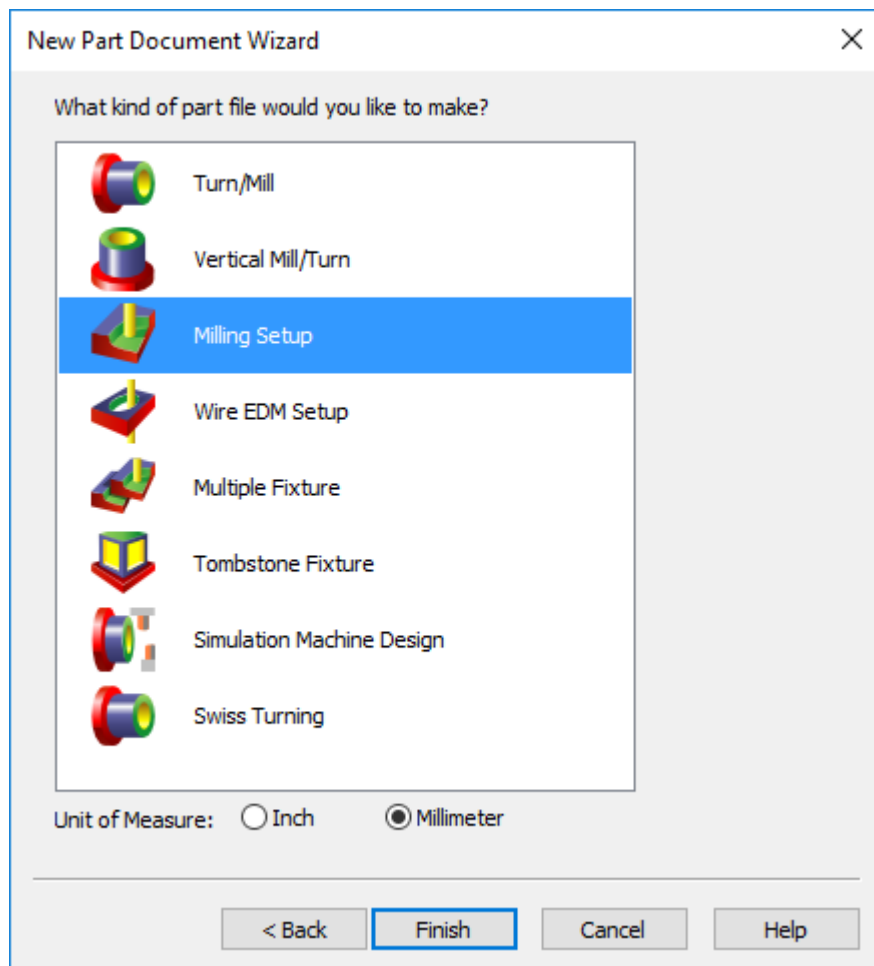 New Part Document Wizard
What kind of part file would you like to make?
Turn/Mill
Vertical Mill/Turn
Milling Setup
Wire EDM Setup
Multiple Fixture
Tombstone Fixture
Simulation Machine Design
Swiss Turning
Unit of Measure: Inch Millimeter
< Back Finish Cancel Help